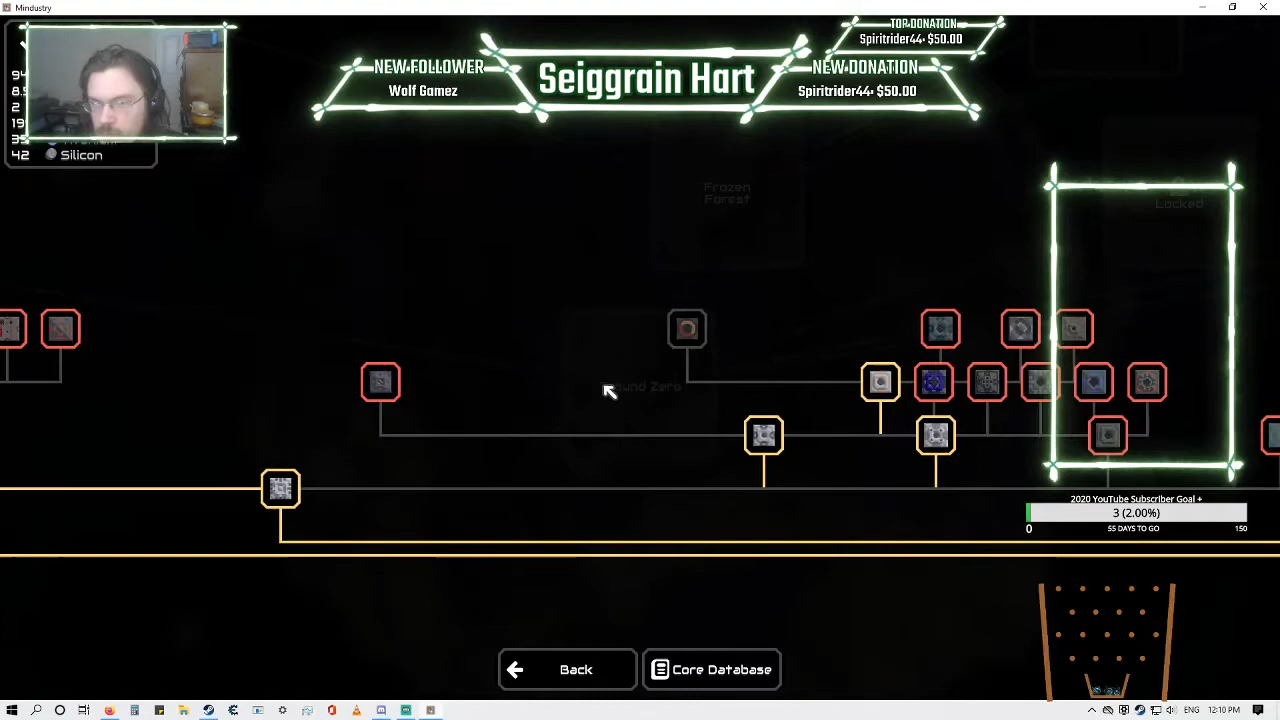 Mindustry
TOP DONATION
Spiritrider44: $50.00
NEW FOLLOWER
Wolf Gamez
Seiggrain Hart
NEW DONATION
Spiritrider44: $50.00
94
8.
2
19
42 Silicon
Frozen
Forest
Locked
Ground Zero
2020 YouTube Subscriber Goal +
3 (2.00%)
0
55 DAYS TO GO
150
Back
Core Database
ENG
12:10 PM